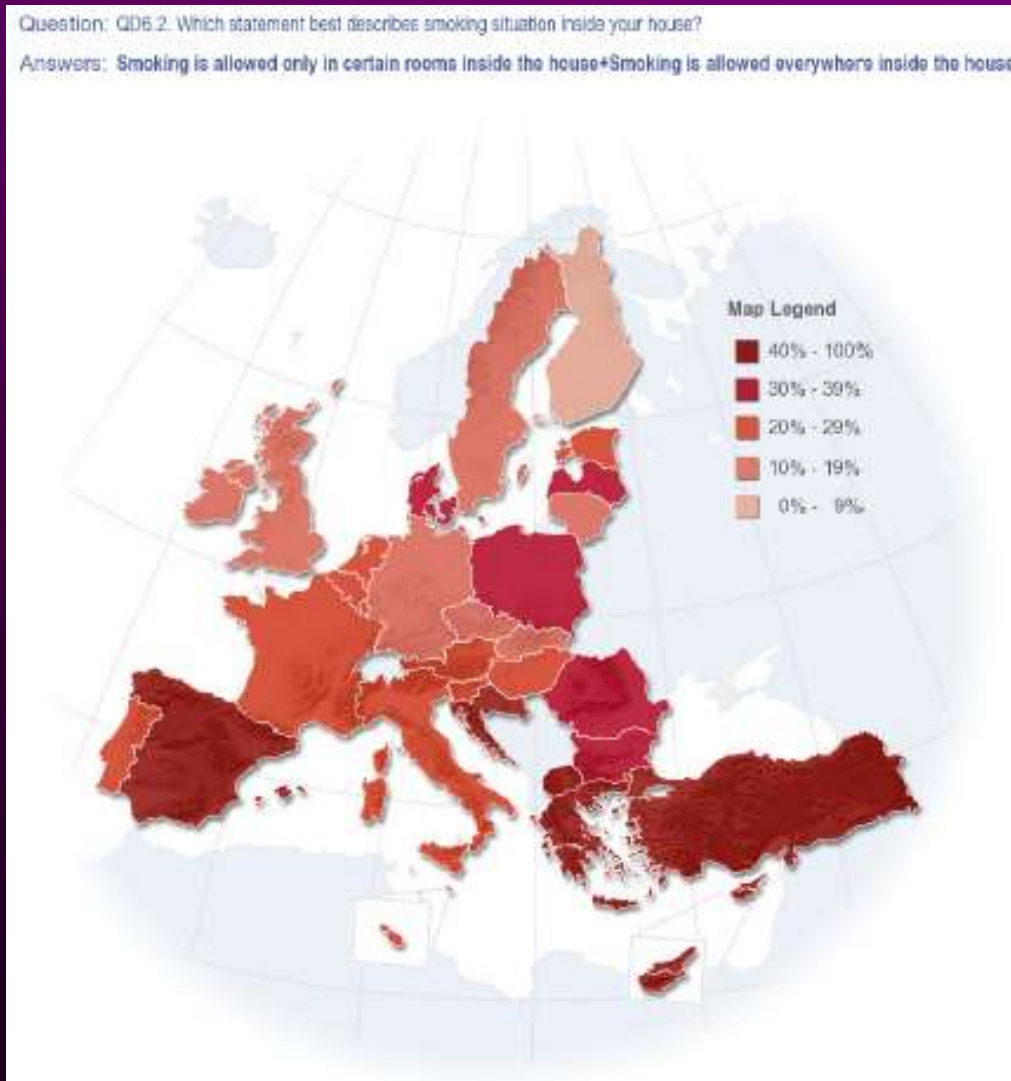 Question: QD6.2. Which statement best describes smoking situation inside your house?
Answers: Smoking is allowed only in certain rooms inside the house+Smoking is allowed everywhere inside the house
Map Legend
40% - 100%
30% - 39%
20% - 29%
10% - 19%
0% - 9%